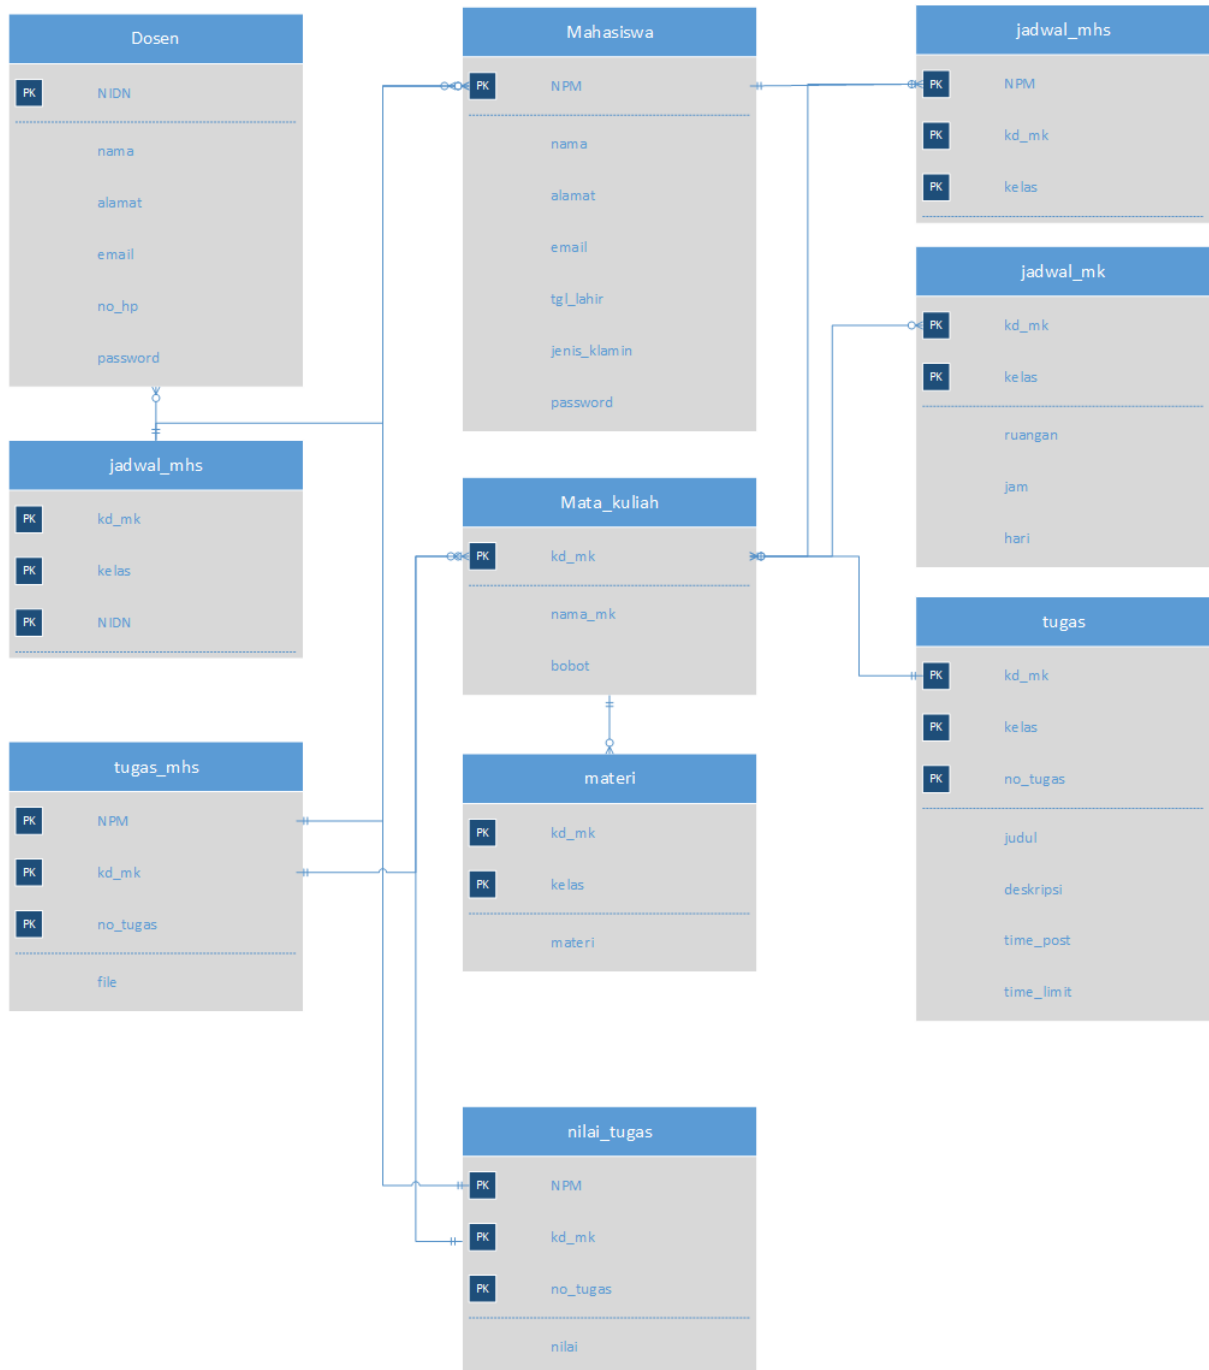 Dosen
PK NIDN
nama
alamat
email
no_hp
password
jadwal_mhs
PK kd_mk
PK kelas
PK NIDN
tugas_mhs
PK NPM
PK kd_mk
PK no_tugas
file
Mahasiswa
PK NPM
nama
alamat
email
tgl_lahir
jenis_klamin
password
Mata_kuliah
PK kd_mk
nama_mk
bobot
materi
PK kd_mk
PK kelas
materi
nilai_tugas
PK NPM
PK kd_mk
PK no_tugas
nilai
jadwal_mhs
PK NPM
PK kd_mk
PK kelas
jadwal_mk
PK kd_mk
PK kelas
ruangan
jam
hari
tugas
PK kd_mk
PK kelas
PK no_tugas
judul
deskripsi
time_post
time_limit